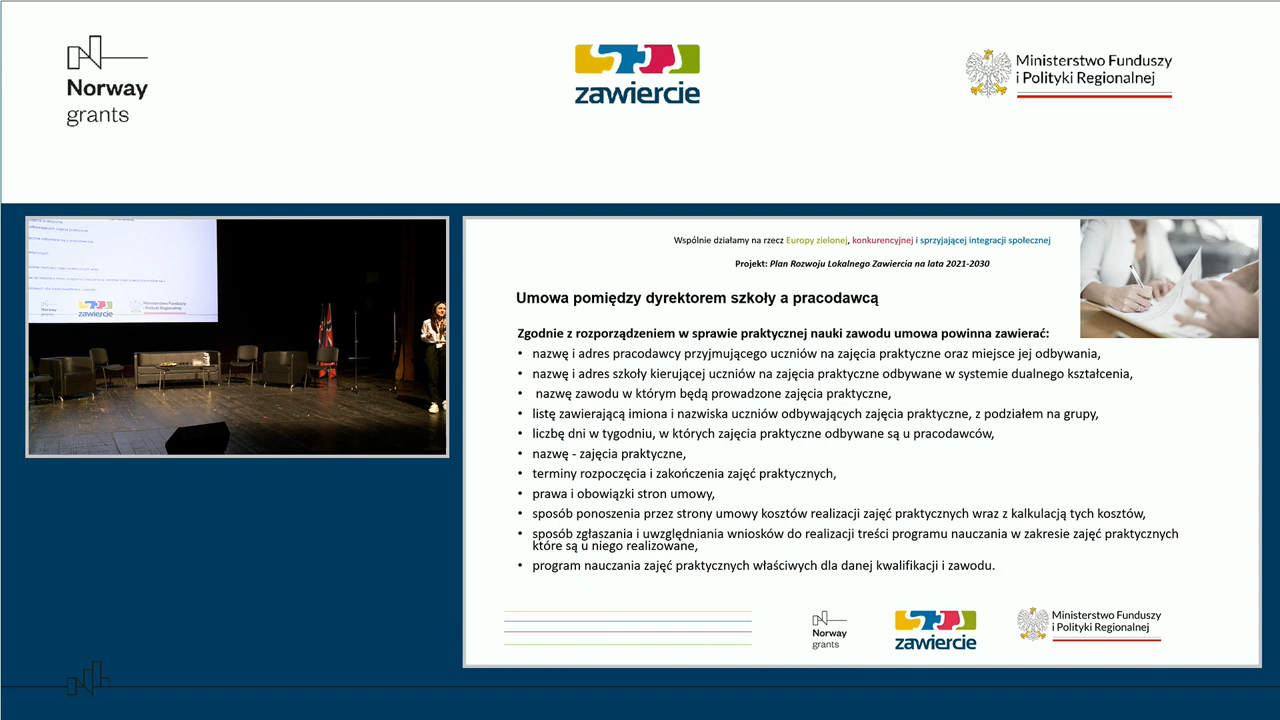 Norway
grants
zawiercie
Ministerstwo Funduszy
i Polityki Regionalnej
Wspólnie działamy na rzecz Europy zielonej, konkurencyjnej i sprzyjającej integracji społecznej
Projekt: Plan Rozwoju Lokalnego Zawiercia na lata 2021-2030
Umowa pomiędzy dyrektorem szkoły a pracodawcą
Zgodnie z rozporządzeniem w sprawie praktycznej nauki zawodu umowa powinna zawierać:
• nazwę i adres pracodawcy przyjmującego uczniów na zajęcia praktyczne oraz miejsce jej odbywania,
• nazwę i adres szkoły kierującej uczniów na zajęcia praktyczne odbywane w systemie dualnego kształcenia,
• nazwę zawodu w którym będą prowadzone zajęcia praktyczne,
• listę zawierającą imiona i nazwiska uczniów odbywających zajęcia praktyczne, z podziałem na grupy,
• liczbę dni w tygodniu, w których zajęcia praktyczne odbywane są u pracodawców,
• nazwę - zajęcia praktyczne,
• terminy rozpoczęcia i zakończenia zajęć praktycznych,
• prawa i obowiązki stron umowy,
• sposób ponoszenia przez strony umowy kosztów realizacji zajęć praktycznych wraz z kalkulacją tych kosztów,
• sposób zgłaszania i uwzględniania wniosków do realizacji treści programu nauczania w zakresie zajęć praktycznych
które są u niego realizowane,
• program nauczania zajęć praktycznych właściwych dla danej kwalifikacji i zawodu.
Norway
grants
zawiercie
Ministerstwo Funduszy
i Polityki Regionalnej
zawiercie